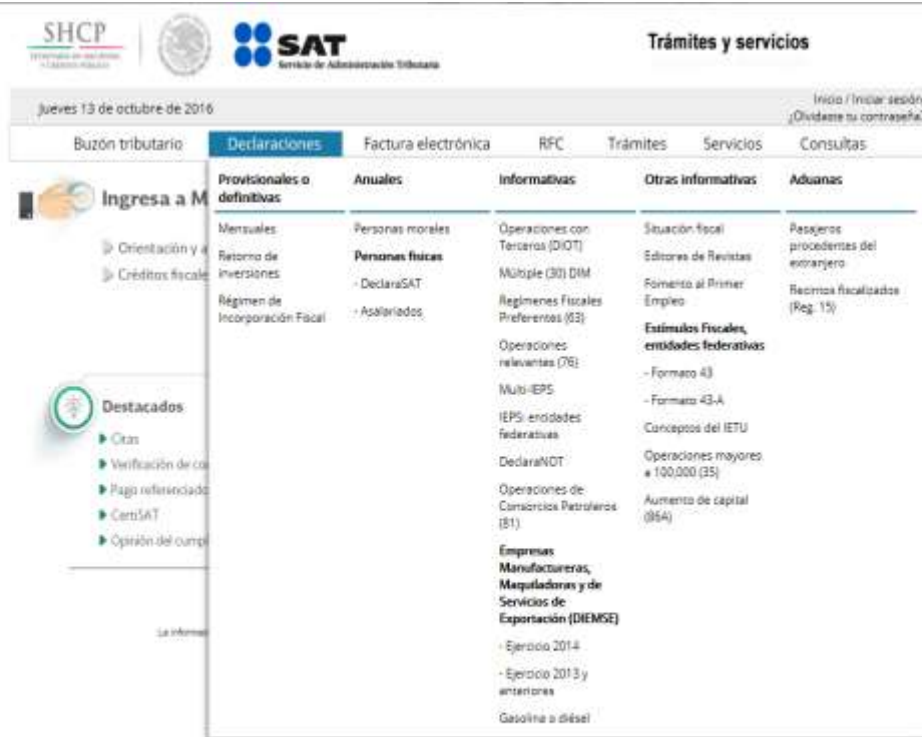 SHCP
SECRETARÍA DE HACIENDA
Y CRÉDITO PÚBLICO
SAT
Servicio de Administración Tributaria
Trámites y servicios
Jueves 13 de octubre de 2016
Inicio / Iniciar sesión
¿Olvidaste tu contraseña?
Buzón tributario Declaraciones Factura electrónica RFC Trámites Servicios Consultas
Ingresa a M
Orientación y a
Créditos fiscale
Provisionales o
definitivas
Mensuales
Retorno de
inversiones
Régimen de
Incorporación Fiscal
Anuales
Personas morales
Personas físicas
- DeclaraSAT
- Asalariados
Informativas
Operaciones con
Terceros (DIOT)
Múltiple (30) DIM
Regímenes Fiscales
Preferentes (63)
Operaciones
relevantes (76)
Multi-IEPS
IEPS: entidades
federativas
DeclaraNOT
Operaciones de
Consorcios Petroleros
(81)
Empresas
Manufactureras,
Maquiladoras y de
Servicios de
Exportación (DIEMSE)
- Ejercicio 2014
- Ejercicio 2013 y
anteriores
Gasolina o diésel
Otras informativas
Situación fiscal
Editores de Revistas
Fomento al Primer
Empleo
Estímulos Fiscales,
entidades federativas
- Formato 43
- Formato 43-A
Conceptos del IETU
Operaciones mayores
a 100,000 (35)
Aumento de capital
(86A)
Aduanas
Pasajeros
procedentes del
extranjero
Recintos fiscalizados
(Reg. 15)
Destacados
Citas
Verificación de co
Pago referenciado
CertiSAT
Opinión del cumpl
La informac